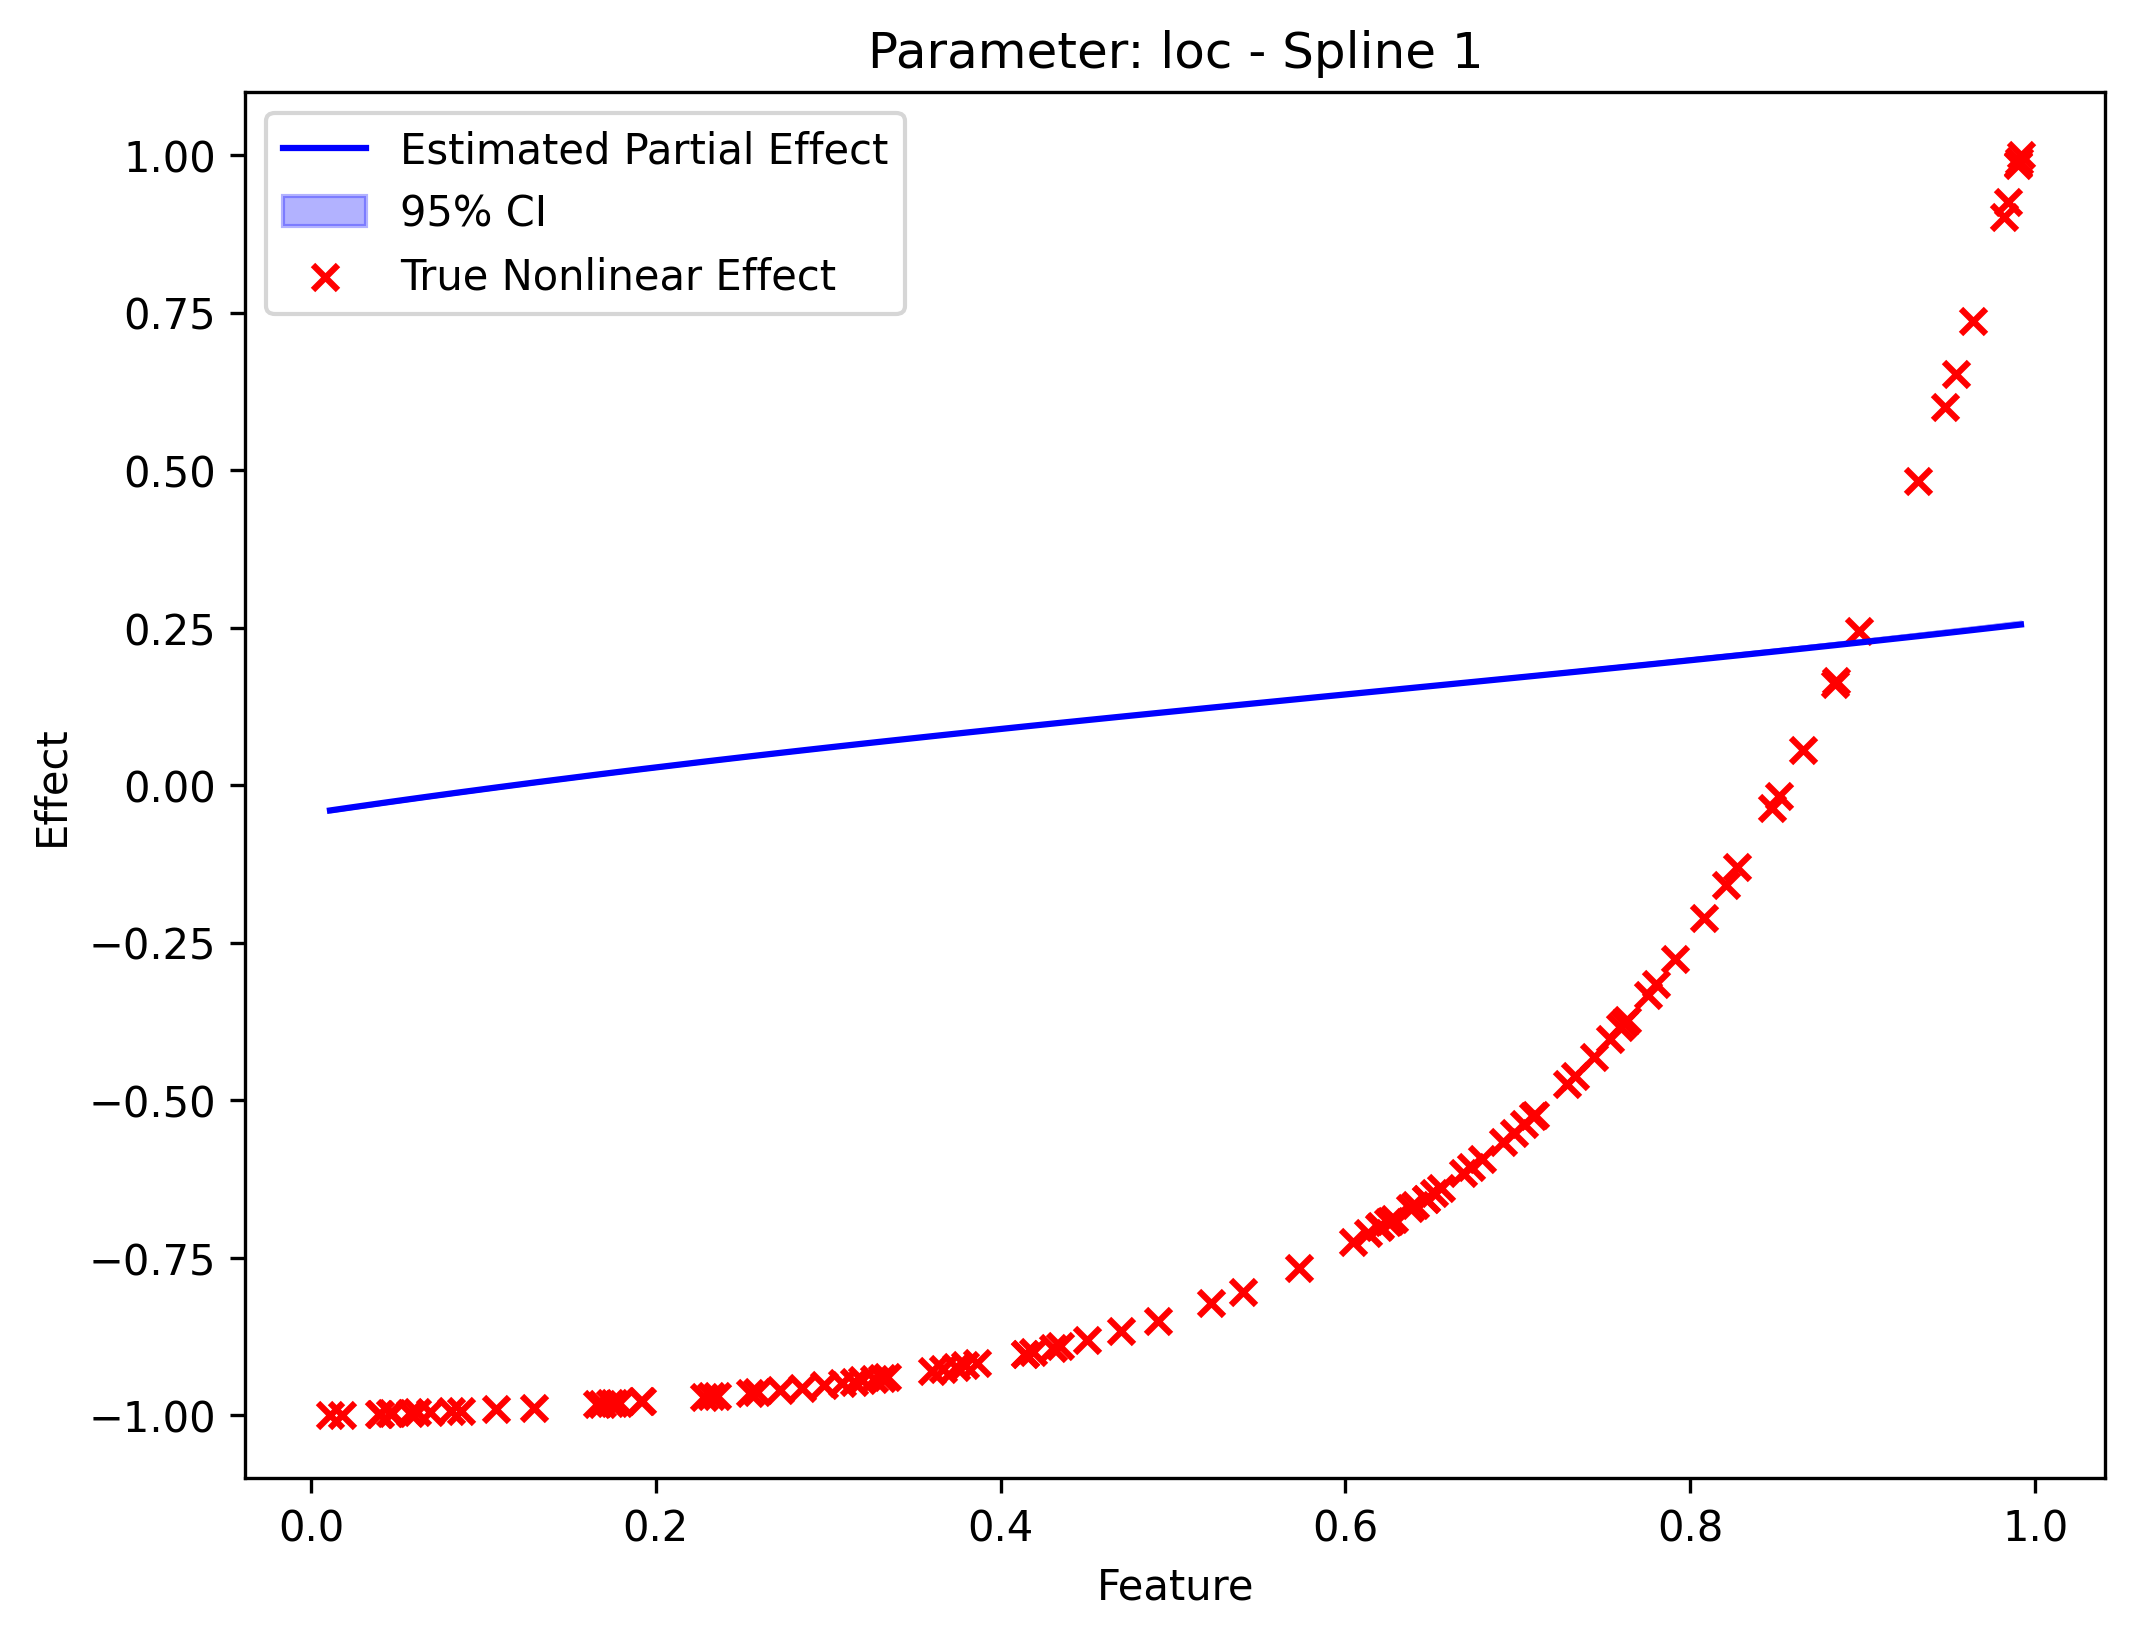 Parameter: loc - Spline 1
Estimated Partial Effect
95% CI
True Nonlinear Effect
1.00
0.75
0.50
0.25
0.00
−0.25
−0.50
−0.75
−1.00
Effect
0.0 0.2 0.4 0.6 0.8 1.0
Feature